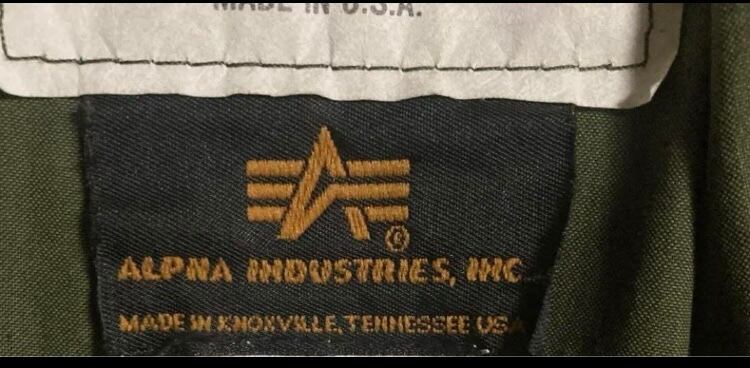 MADE IN U.S.A.
®
ALPHA INDUSTRIES, INC
MADE IN KNOXVILLE, TENNESSEE USA